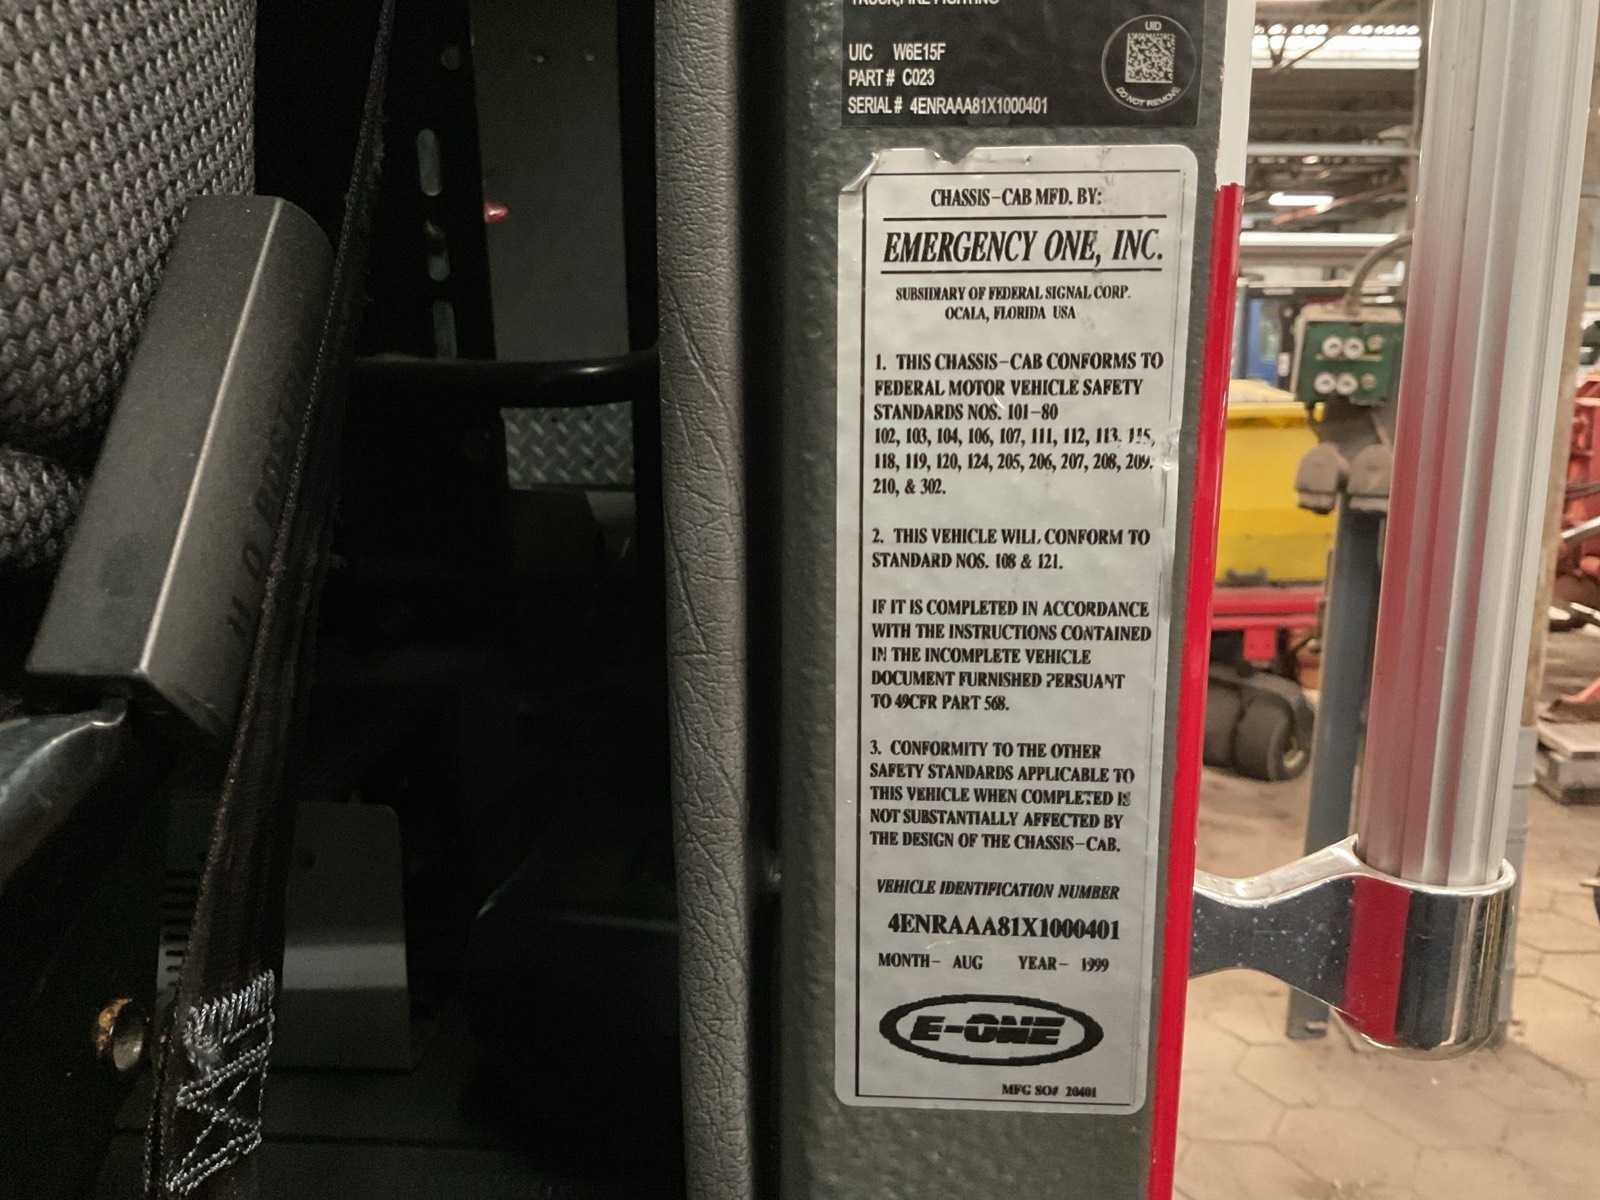 TRUCK, FIRE FIGHTING
UIC W6E15F
PART # C023
SERIAL # 4ENRAAA81X1000401
UID
DO NOT REMOVE
CHASSIS-CAB MFD. BY:
EMERGENCY ONE, INC.
SUBSIDIARY OF FEDERAL SIGNAL CORP.
OCALA, FLORIDA USA
1. THIS CHASSIS-CAB CONFORMS TO
FEDERAL MOTOR VEHICLE SAFETY
STANDARDS NOS. 101-80
102, 103, 104, 106, 107, 111, 112, 113, 115,
118, 119, 120, 124, 205, 206, 207, 208, 209,
210, & 302.
2. THIS VEHICLE WILL CONFORM TO
STANDARD NOS. 108 & 121.
IF IT IS COMPLETED IN ACCORDANCE
WITH THE INSTRUCTIONS CONTAINED
IN THE INCOMPLETE VEHICLE
DOCUMENT FURNISHED PERSUANT
TO 49CFR PART 568.
3. CONFORMITY TO THE OTHER
SAFETY STANDARDS APPLICABLE TO
THIS VEHICLE WHEN COMPLETED IS
NOT SUBSTANTIALLY AFFECTED BY
THE DESIGN OF THE CHASSIS-CAB.
VEHICLE IDENTIFICATION NUMBER
4ENRAAA81X1000401
MONTH- AUG YEAR- 1999
E-ONE
MFG SO# 20401